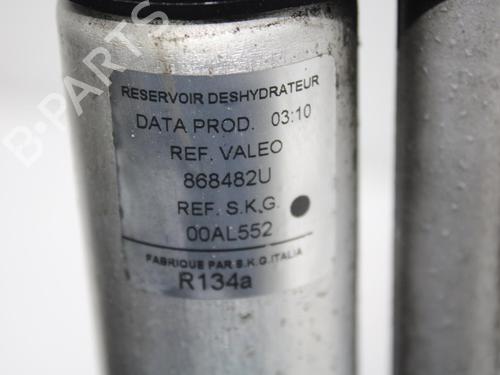 RESERVOIR DESHYDRATEUR
DATA PROD. 03:10
REF. VALEO
868482U
REF. S.K.G.
00AL552
FABRIQUE PAR S.K.G. ITALIA
R134a
B-PARTS